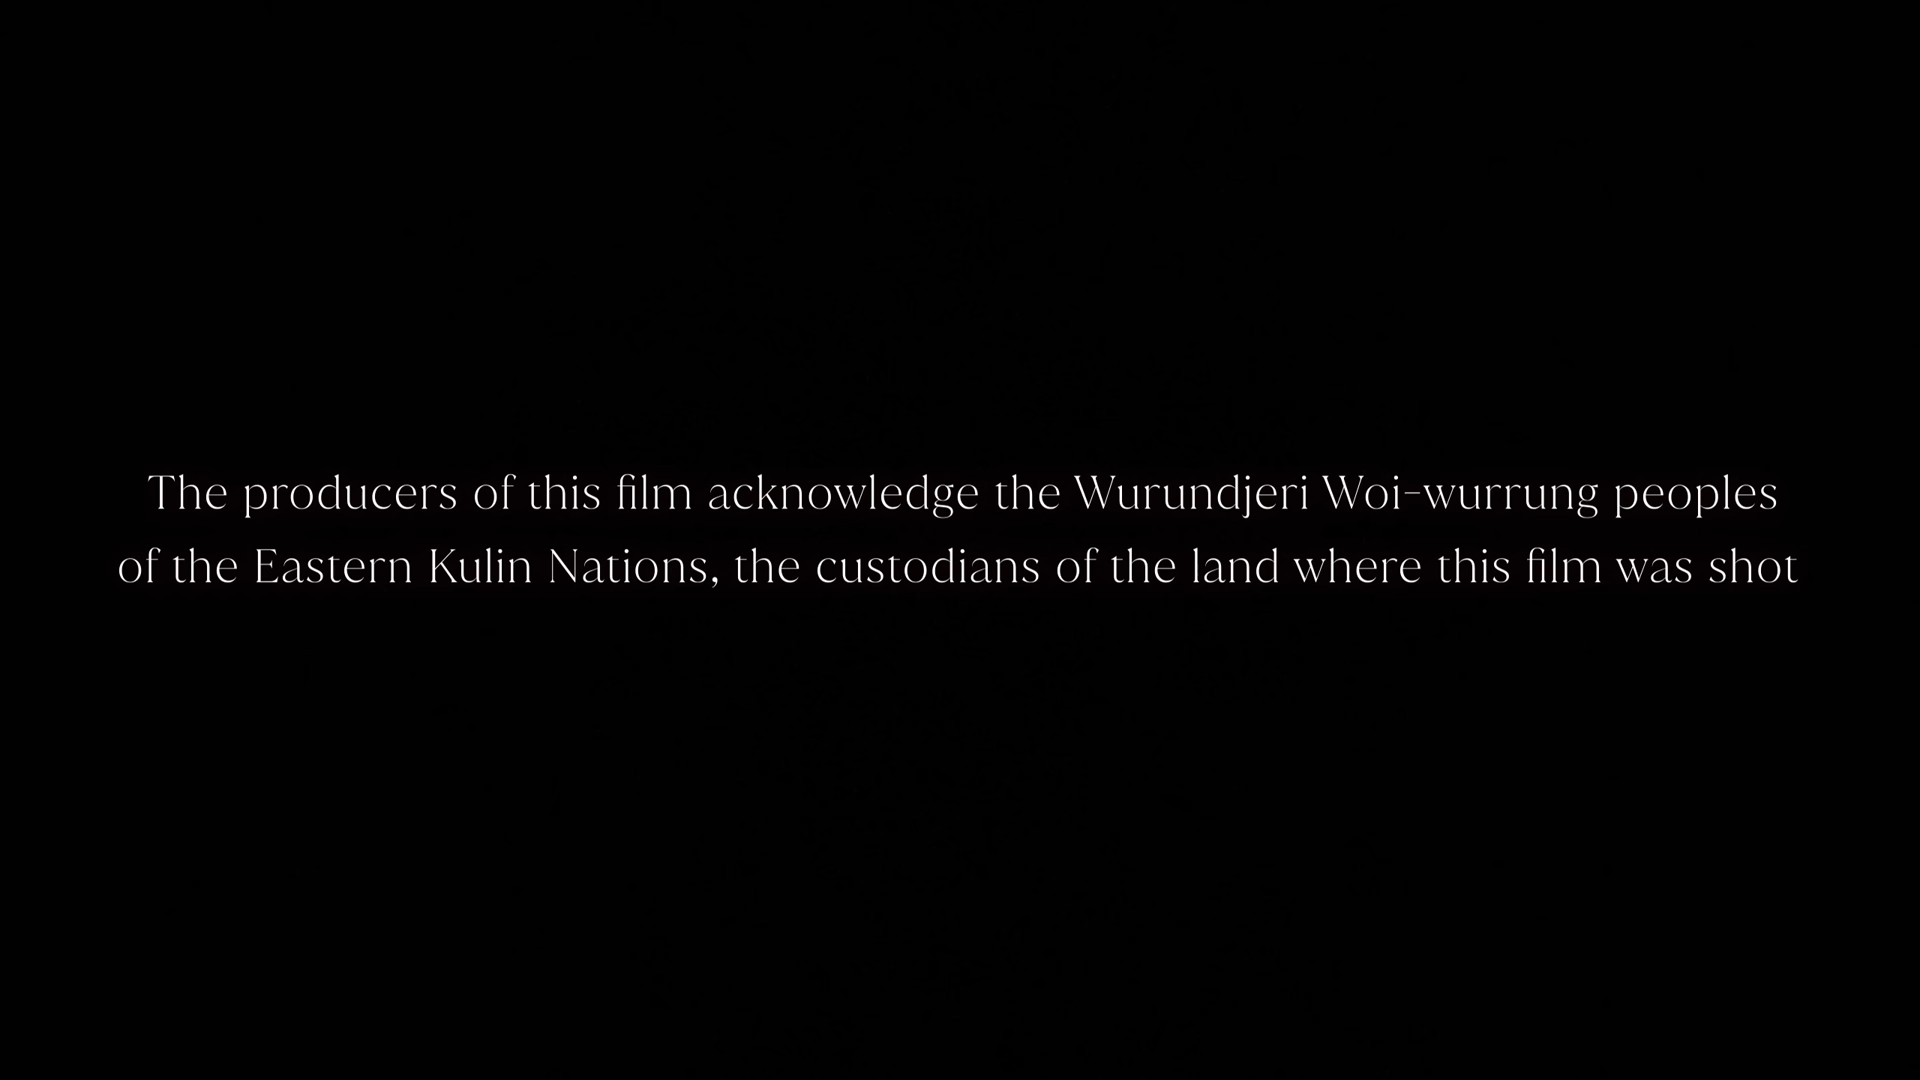 The producers of this film acknowledge the Wurundjeri Woi-wurrung peoples
of the Eastern Kulin Nations, the custodians of the land where this film was shot